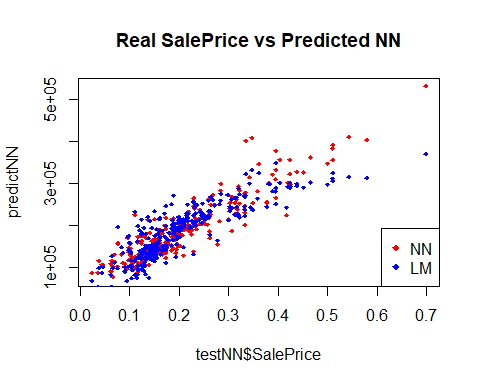 Real SalePrice vs Predicted NN
predictNN
5e+05
3e+05
1e+05
NN
LM
0.0 0.1 0.2 0.3 0.4 0.5 0.6 0.7
testNN$SalePrice